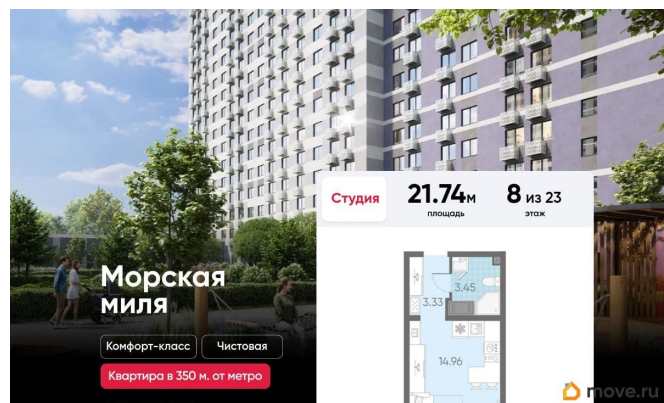 Студия
21.74м
площадь
8 из 23
этаж
Морская
миля
3.33
3.45
14.96
Комфорт-класс
Чистовая
Квартира в 350 м. от метро
move.ru